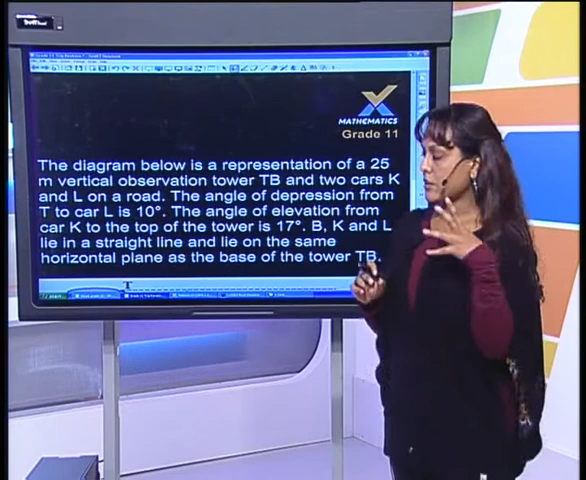 MATHEMATICS
Grade 11
The diagram below is a representation of a 25
m vertical observation tower TB and two cars K
and L on a road. The angle of depression from
T to car L is 10°. The angle of elevation from
car K to the top of the tower is 17°. B, K and L
lie in a straight line and lie on the same
horizontal plane as the base of the tower TB.
T